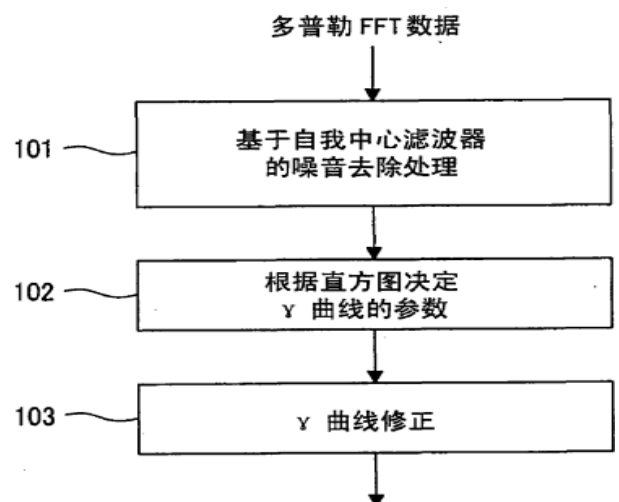 多普勒 FFT 数据
101
基于自我中心滤波器
的噪音去除处理
102
根据直方图决定
γ 曲线的参数
103
γ 曲线修正